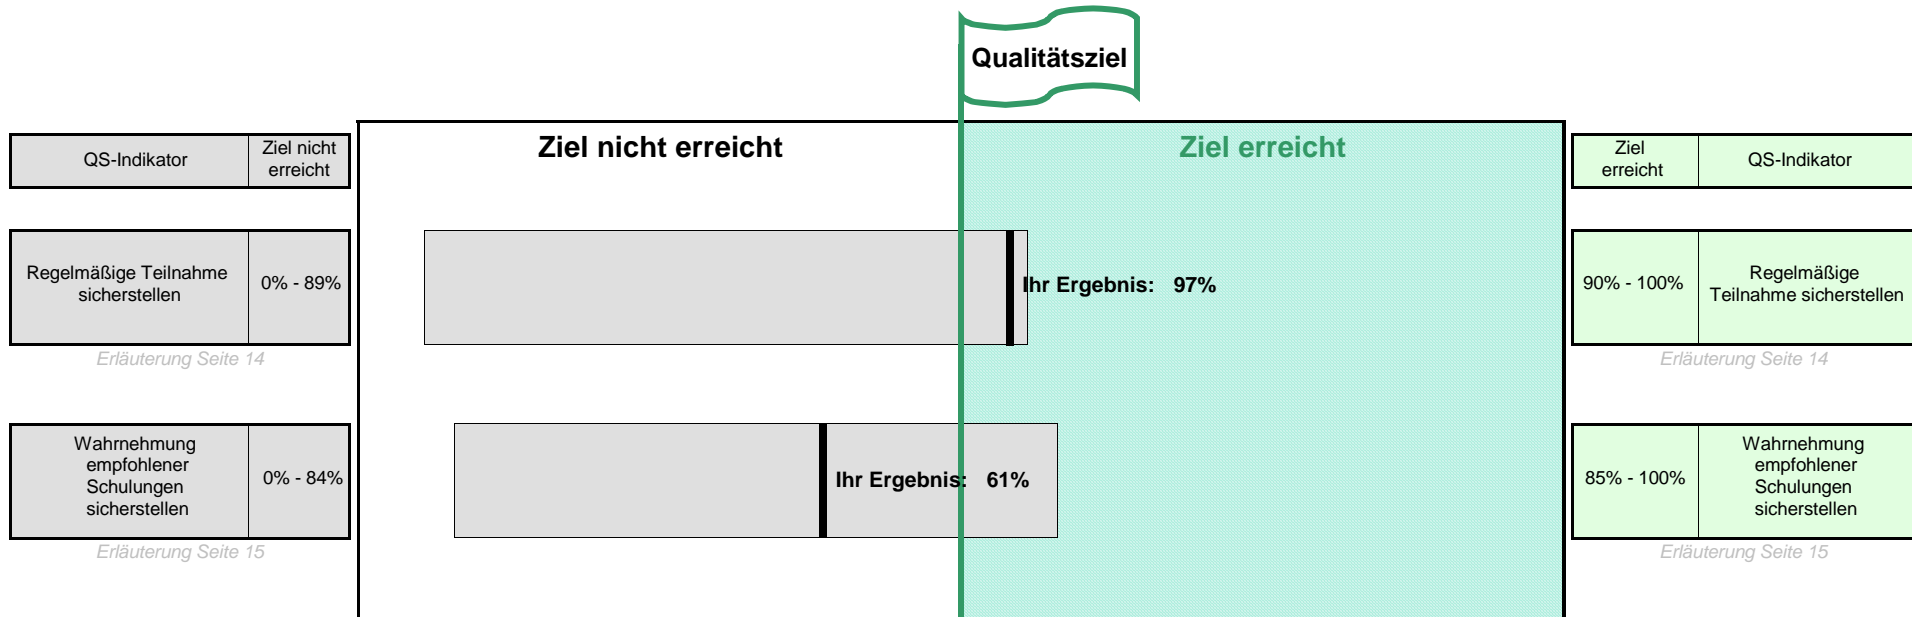 Qualitätsziel
Ziel nicht erreicht
Ziel erreicht
QS-Indikator
Ziel nicht
erreicht
Ziel
erreicht
QS-Indikator
Regelmäßige Teilnahme
sicherstellen
0% - 89%
Ihr Ergebnis: 97%
90% - 100%
Regelmäßige
Teilnahme sicherstellen
Erläuterung Seite 14
Erläuterung Seite 14
Wahrnehmung
empfohlener
Schulungen
sicherstellen
0% - 84%
Ihr Ergebnis: 61%
85% - 100%
Wahrnehmung
empfohlener
Schulungen
sicherstellen
Erläuterung Seite 15
Erläuterung Seite 15